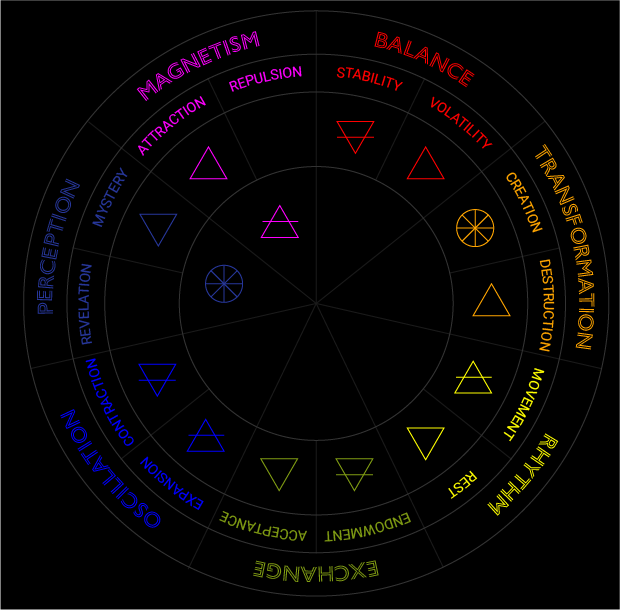 BALANCE
STABILITY
VOLATILITY
TRANSFORMATION
CREATION
DESTRUCTION
RHYTHM
MOVEMENT
REST
EXCHANGE
ENDOWMENT
ACCEPTANCE
OSCILLATION
EXPANSION
CONTRACTION
PERCEPTION
REVELATION
MYSTERY
MAGNETISM
ATTRACTION
REPULSION